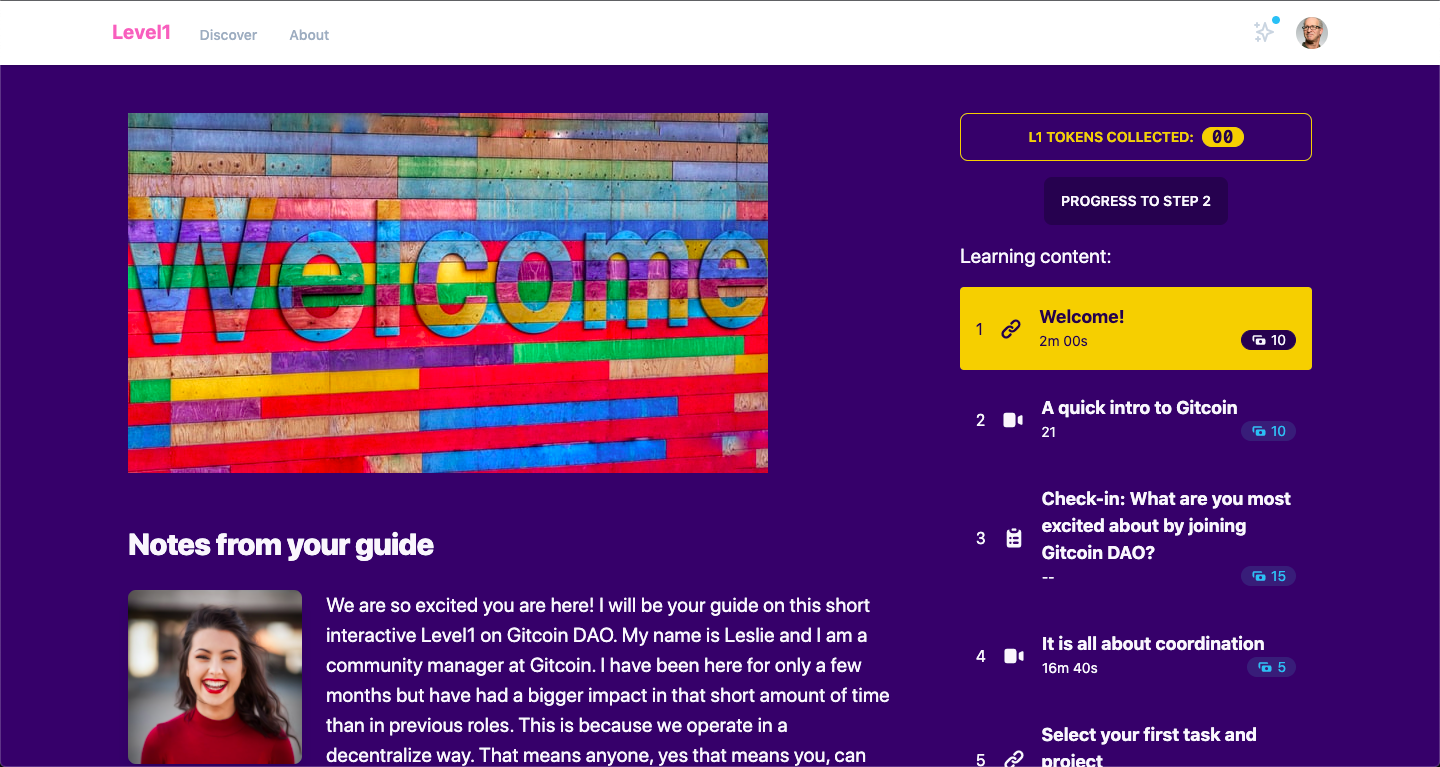 Level1
Discover
About
Welcome
Notes from your guide
We are so excited you are here! I will be your guide on this short
interactive Level1 on Gitcoin DAO. My name is Leslie and I am a
community manager at Gitcoin. I have been here for only a few
months but have had a bigger impact in that short amount of time
than in previous roles. This is because we operate in a
decentralize way. That means anyone, yes that means you, can
L1 TOKENS COLLECTED: 00
PROGRESS TO STEP 2
Learning content:
1
Welcome!
2m 00s
10
2
A quick intro to Gitcoin
21
10
3
Check-in: What are you most
excited about by joining
Gitcoin DAO?
--
15
4
It is all about coordination
16m 40s
5
5
Select your first task and
project